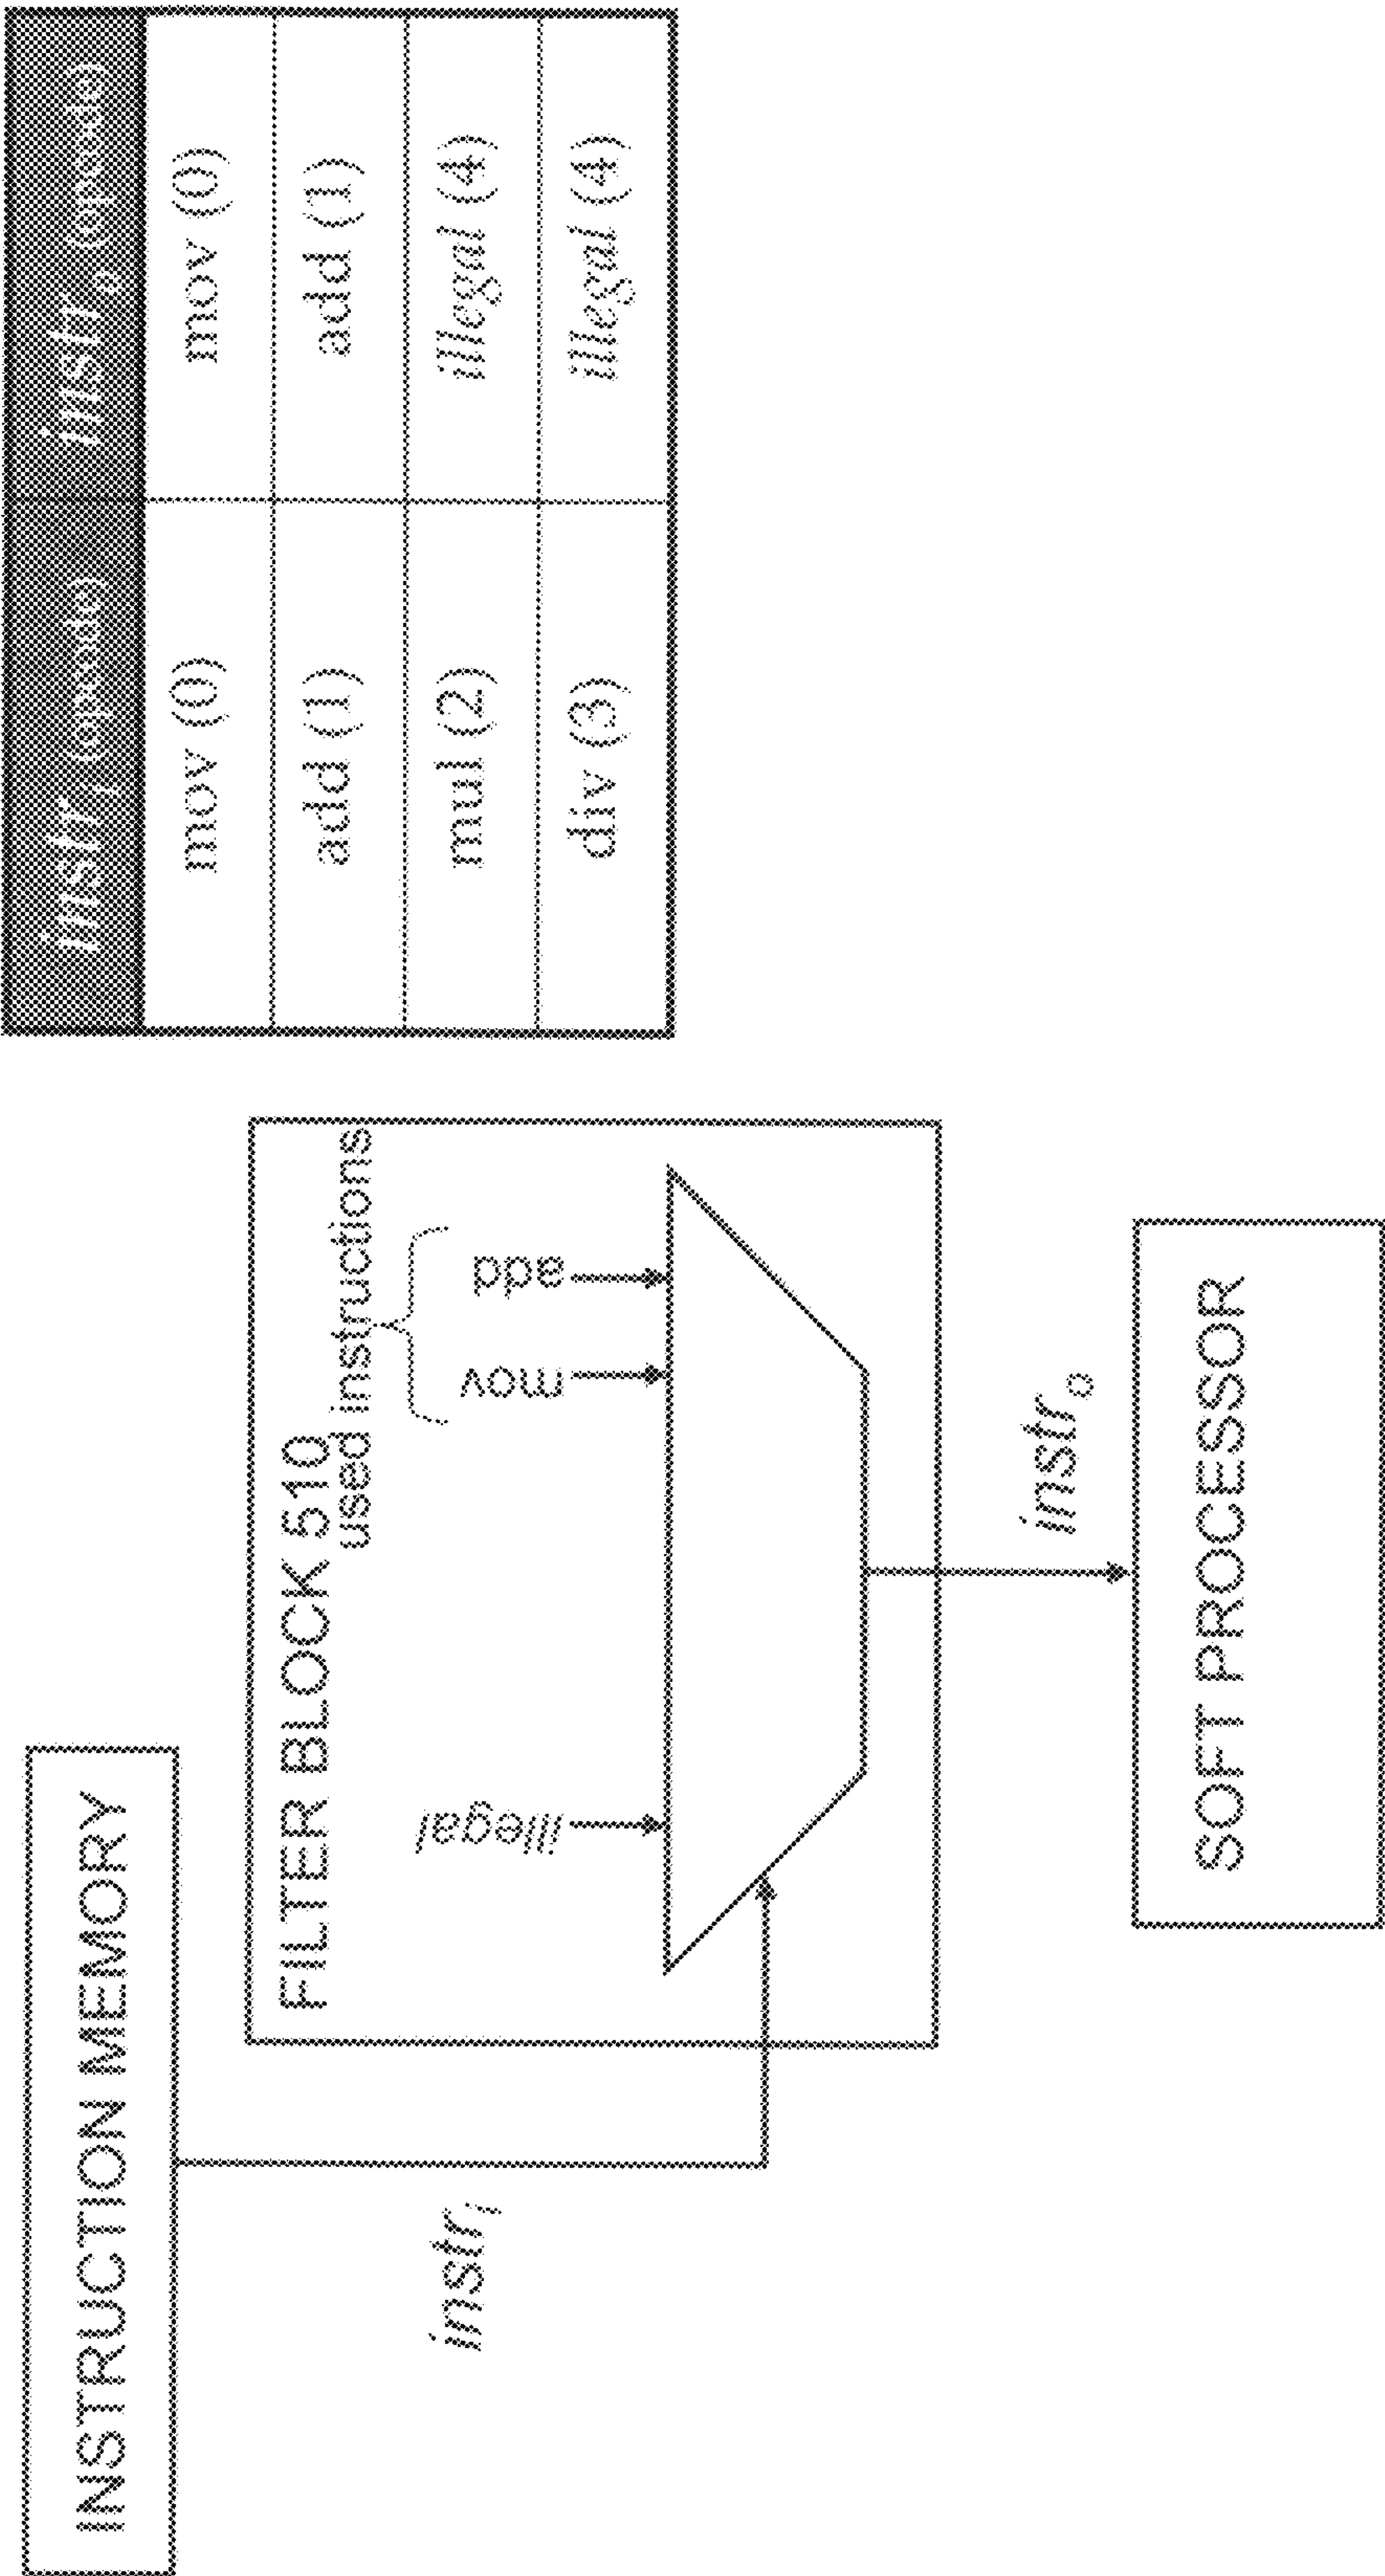 INSTRUCTION MEMORY
instr_i
FILTER BLOCK 510
used instructions
illegal
mov
add
instr_o
SOFT PROCESSOR
instr_i (opcode) instr_o (opcode)
mov (0) mov (0)
add (1) add (1)
mul (2) illegal (4)
div (3) illegal (4)